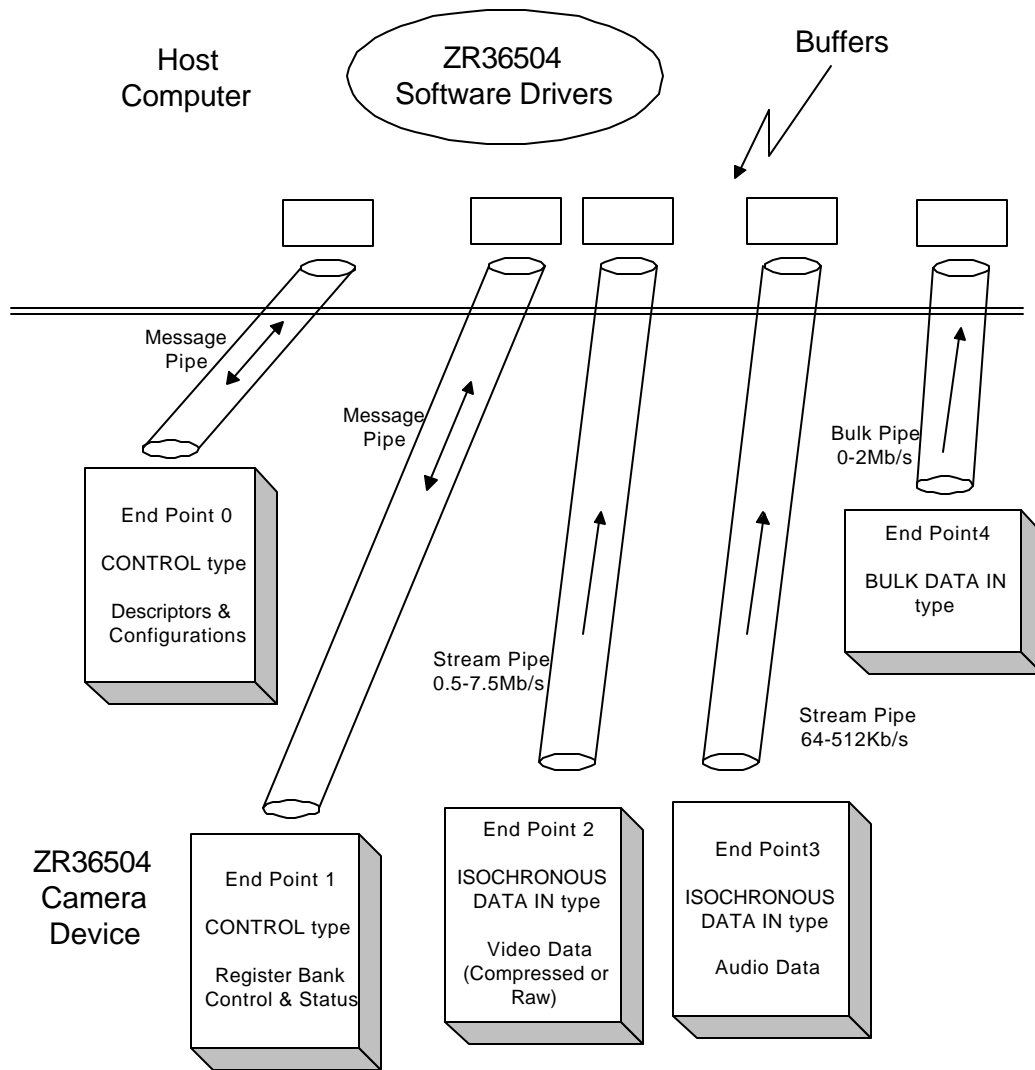 Host
Computer
ZR36504
Software Drivers
Buffers
Message
Pipe
Message
Pipe
Bulk Pipe
0-2Mb/s
End Point 0
CONTROL type
Descriptors &
Configurations
End Point4
BULK DATA IN
type
Stream Pipe
0.5-7.5Mb/s
Stream Pipe
64-512Kb/s
ZR36504
Camera
Device
End Point 1
CONTROL type
Register Bank
Control & Status
End Point 2
ISOCHRONOUS
DATA IN type
Video Data
(Compressed or
Raw)
End Point3
ISOCHRONOUS
DATA IN type
Audio Data